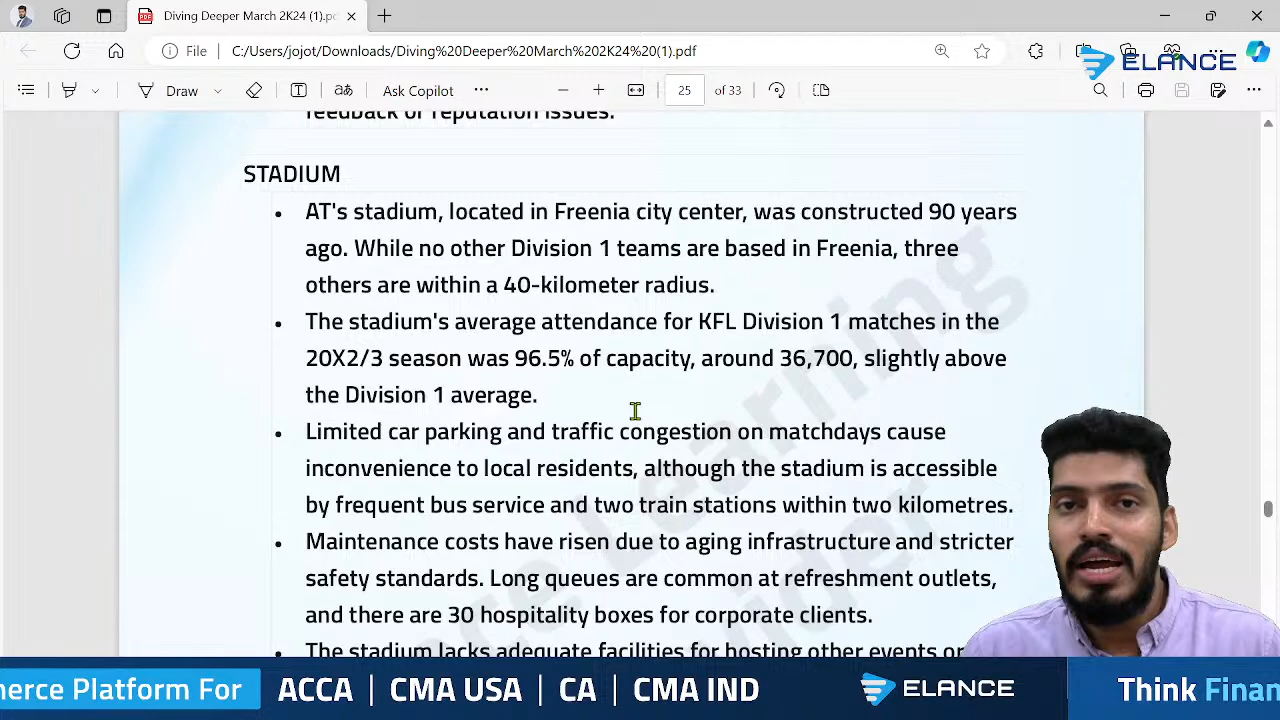 Diving Deeper March 2K24 (1).pdf
File
C:/Users/jojot/Downloads/Diving%20Deeper%20March%202K24%20(1).pdf
ELANCE
Draw
Ask Copilot
25 of 33
feedback or reputation issues.
STADIUM
• AT's stadium, located in Freenia city center, was constructed 90 years
ago. While no other Division 1 teams are based in Freenia, three
others are within a 40-kilometer radius.
• The stadium's average attendance for KFL Division 1 matches in the
20X2/3 season was 96.5% of capacity, around 36,700, slightly above
the Division 1 average.
• Limited car parking and traffic congestion on matchdays cause
inconvenience to local residents, although the stadium is accessible
by frequent bus service and two train stations within two kilometres.
• Maintenance costs have risen due to aging infrastructure and stricter
safety standards. Long queues are common at refreshment outlets,
and there are 30 hospitality boxes for corporate clients.
• The stadium lacks adequate facilities for hosting other events or
merce Platform For
ACCA | CMA USA | CA | CMA IND
ELANCE
Think Finan